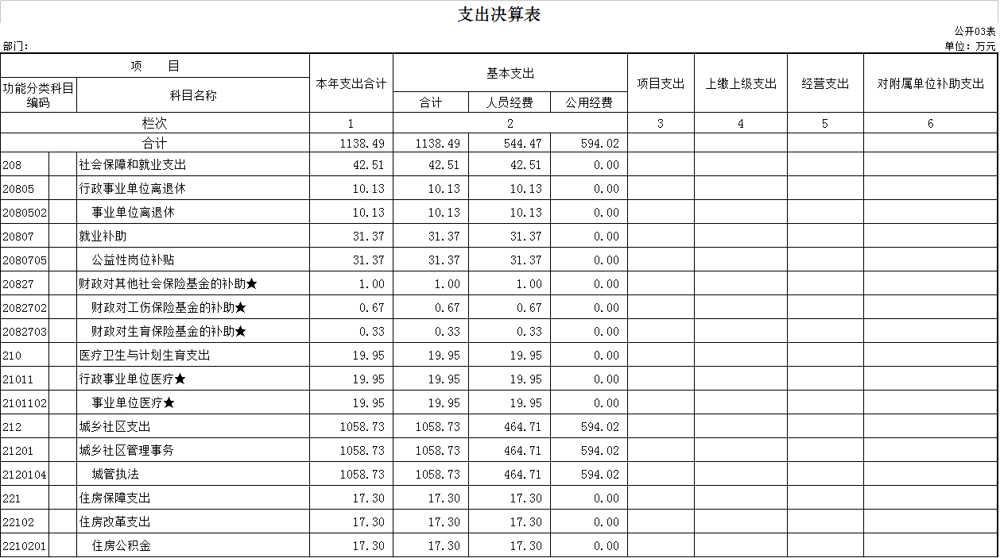 支出决算表
公开03表
部门：
单位：万元
项 目 本年支出合计 基本支出 项目支出 上缴上级支出 经营支出 对附属单位补助支出
功能分类科目编码 科目名称 合计 人员经费 公用经费
栏次 1 2 3 4 5 6
合计 1138.49 1138.49 544.47 594.02
208 社会保障和就业支出 42.51 42.51 42.51 0.00
20805 行政事业单位离退休 10.13 10.13 10.13 0.00
2080502 事业单位离退休 10.13 10.13 10.13 0.00
20807 就业补助 31.37 31.37 31.37 0.00
2080705 公益性岗位补贴 31.37 31.37 31.37 0.00
20827 财政对其他社会保险基金的补助★ 1.00 1.00 1.00 0.00
2082702 财政对工伤保险基金的补助★ 0.67 0.67 0.67 0.00
2082703 财政对生育保险基金的补助★ 0.33 0.33 0.33 0.00
210 医疗卫生与计划生育支出 19.95 19.95 19.95 0.00
21011 行政事业单位医疗★ 19.95 19.95 19.95 0.00
2101102 事业单位医疗★ 19.95 19.95 19.95 0.00
212 城乡社区支出 1058.73 1058.73 464.71 594.02
21201 城乡社区管理事务 1058.73 1058.73 464.71 594.02
2120104 城管执法 1058.73 1058.73 464.71 594.02
221 住房保障支出 17.30 17.30 17.30 0.00
22102 住房改革支出 17.30 17.30 17.30 0.00
2210201 住房公积金 17.30 17.30 17.30 0.00